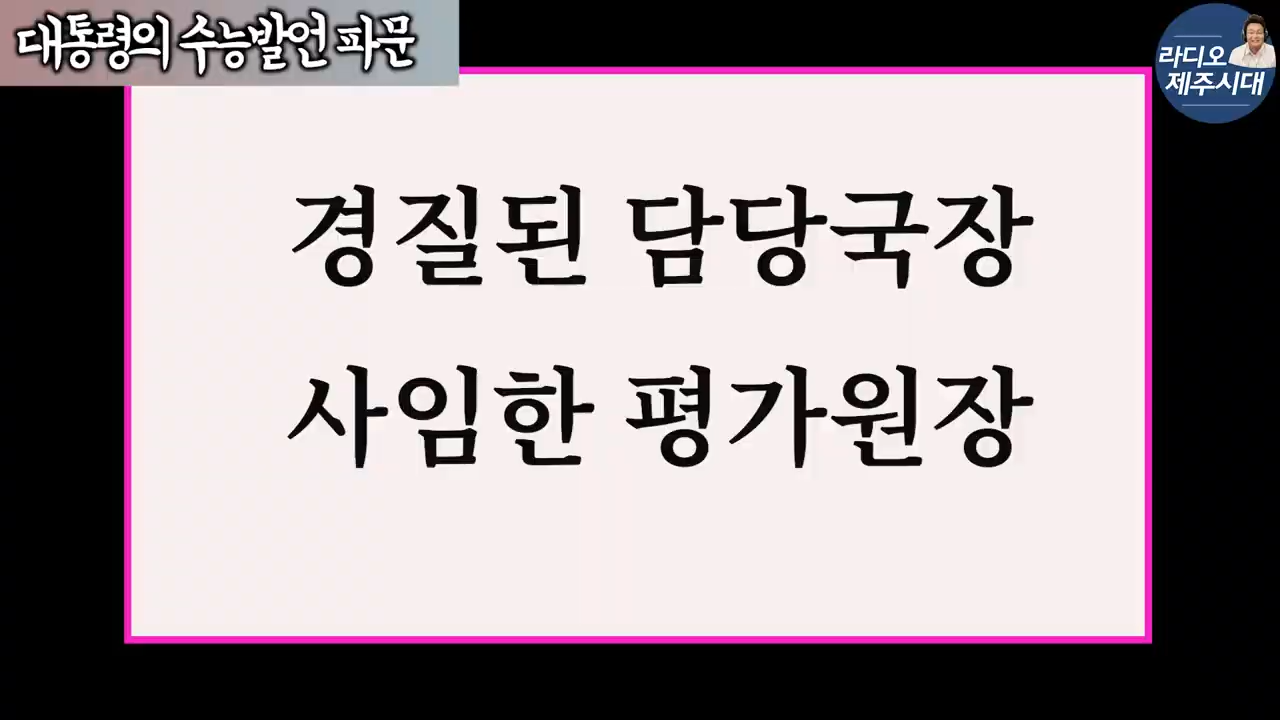 대통령의 수능발언 파문
라디오
제주시대
경질된 담당국장
사임한 평가원장